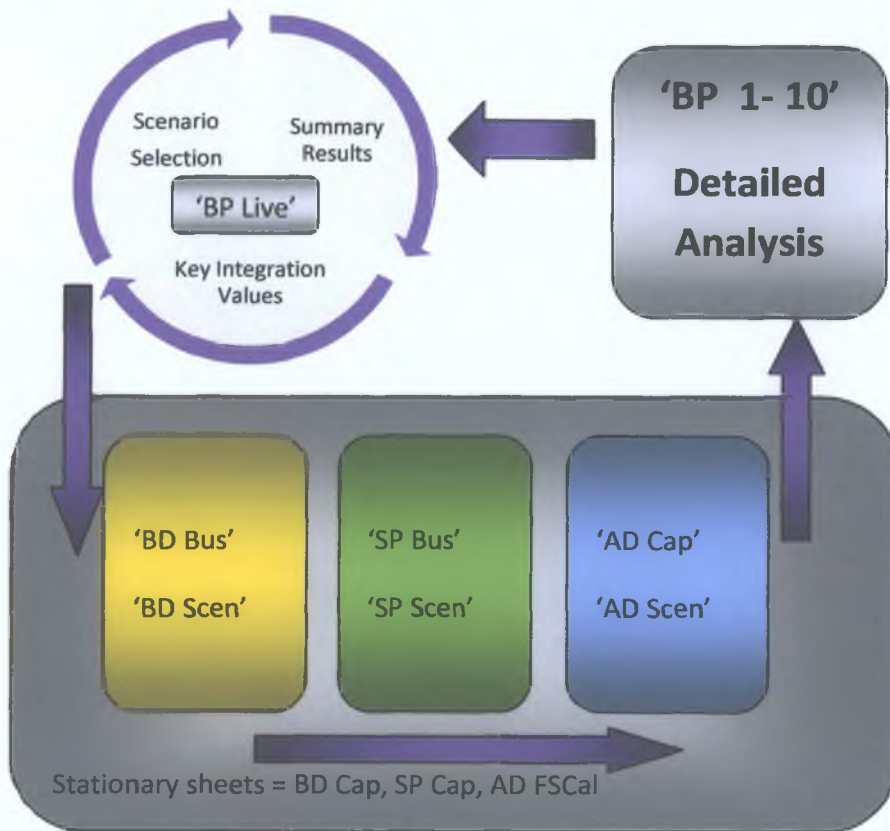 Scenario
Selection
Summary
Results
'BP Live'
Key Integration
Values
'BP 1- 10'
Detailed
Analysis
'BD Bus'
'BD Scen'
'SP Bus'
'SP Scen'
'AD Cap'
'AD Scen'
Stationary sheets = BD Cap, SP Cap, AD FSCal